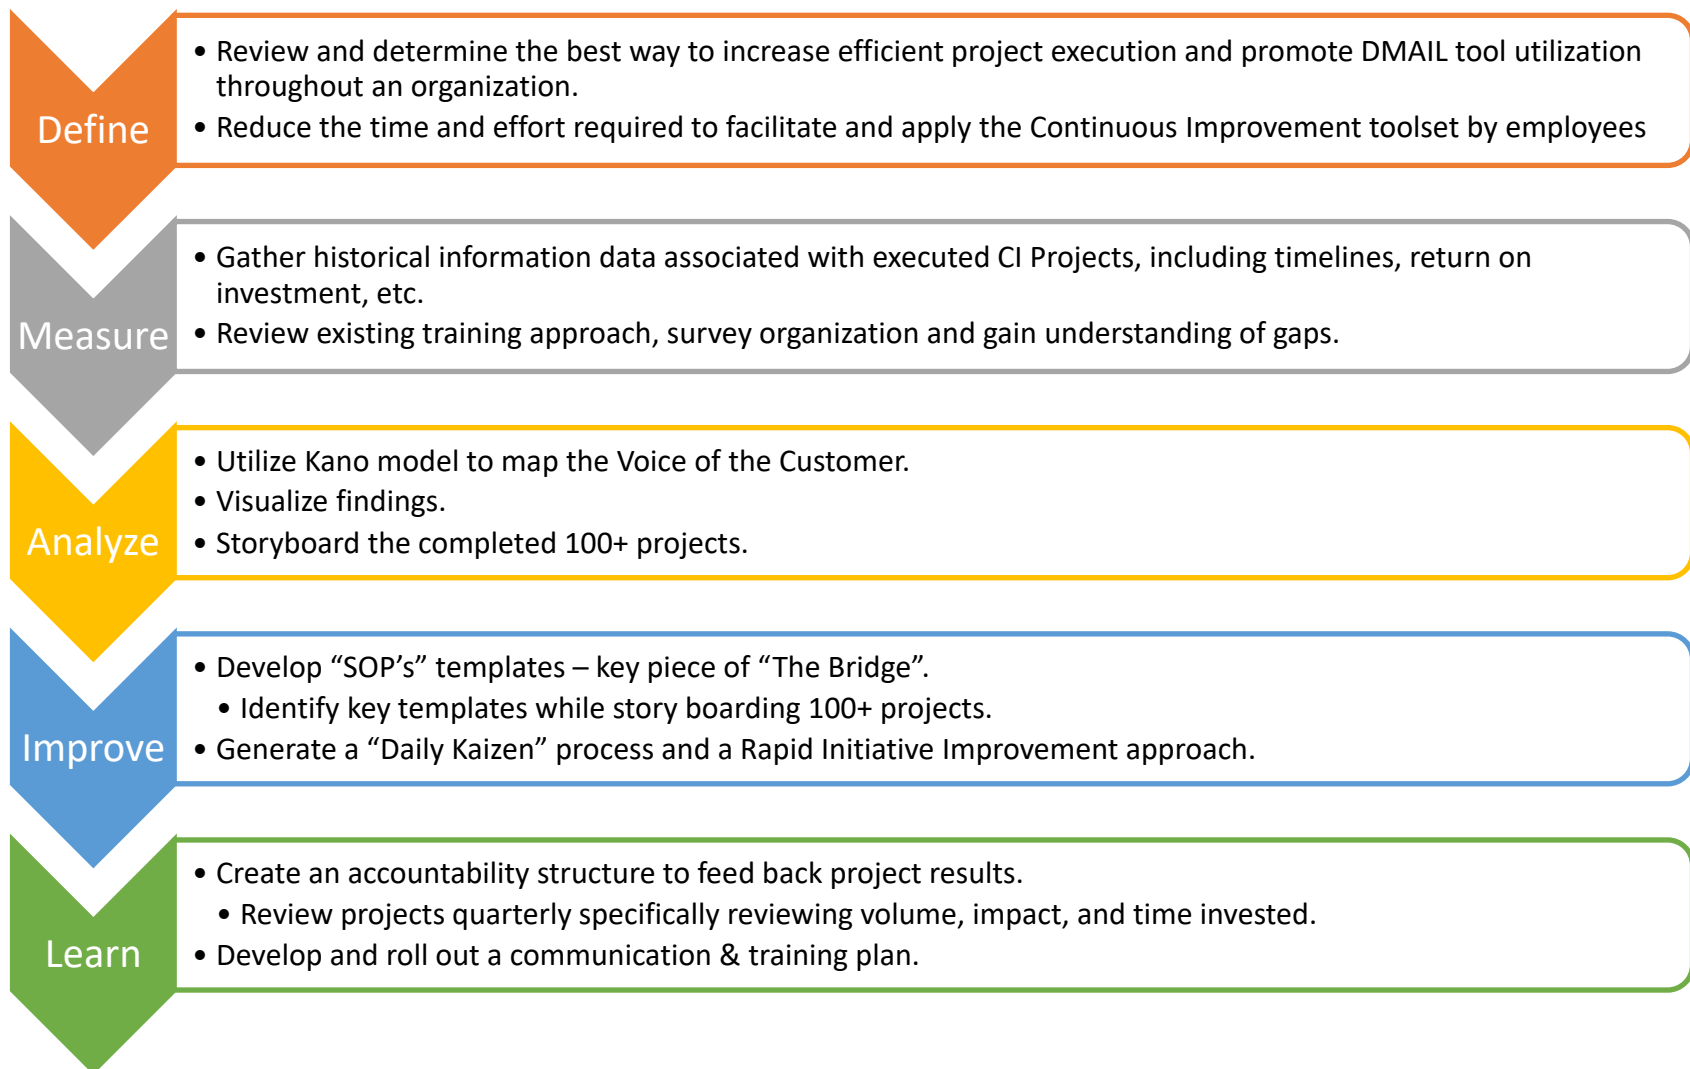 Define
• Review and determine the best way to increase efficient project execution and promote DMAIL tool utilization
throughout an organization.
• Reduce the time and effort required to facilitate and apply the Continuous Improvement toolset by employees
Measure
• Gather historical information data associated with executed CI Projects, including timelines, return on
investment, etc.
• Review existing training approach, survey organization and gain understanding of gaps.
Analyze
• Utilize Kano model to map the Voice of the Customer.
• Visualize findings.
• Storyboard the completed 100+ projects.
Improve
• Develop “SOP’s” templates – key piece of “The Bridge”.
• Identify key templates while story boarding 100+ projects.
• Generate a “Daily Kaizen” process and a Rapid Initiative Improvement approach.
Learn
• Create an accountability structure to feed back project results.
• Review projects quarterly specifically reviewing volume, impact, and time invested.
• Develop and roll out a communication & training plan.